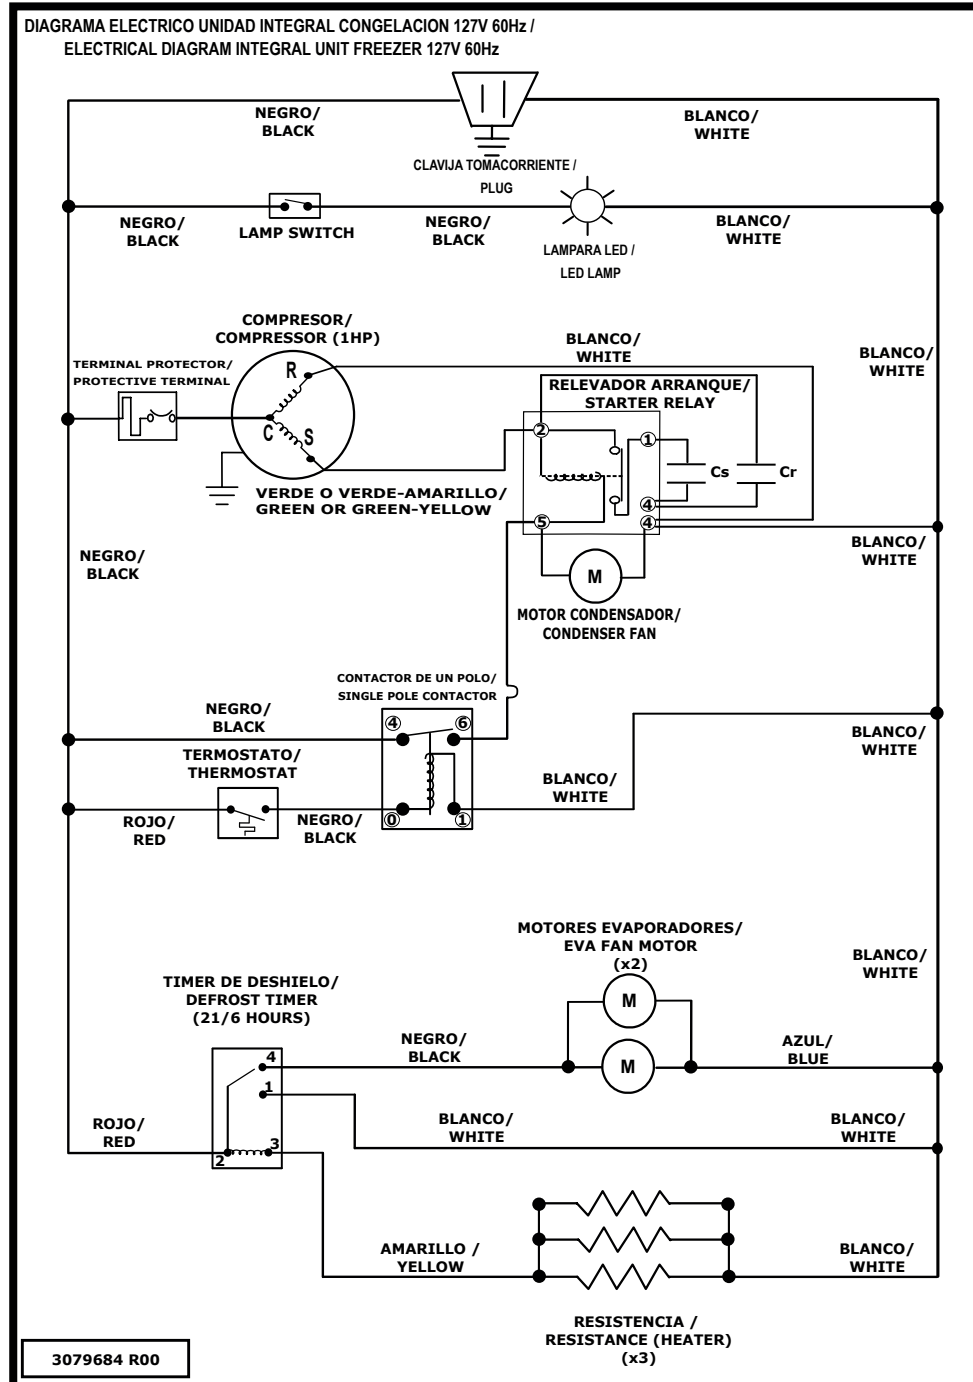 DIAGRAMA ELECTRICO UNIDAD INTEGRAL CONGELACION 127V 60Hz /
ELECTRICAL DIAGRAM INTEGRAL UNIT FREEZER 127V 60Hz
NEGRO/
BLACK
BLANCO/
WHITE
CLAVIJA TOMACORRIENTE /
PLUG
NEGRO/
BLACK
LAMP SWITCH
NEGRO/
BLACK
BLANCO/
WHITE
LAMPARA LED /
LED LAMP
COMPRESOR/
COMPRESSOR (1HP)
BLANCO/
WHITE
BLANCO/
WHITE
TERMINAL PROTECTOR/
PROTECTIVE TERMINAL
R
C
S
RELEVADOR ARRANQUE/
STARTER RELAY
2
1
Cs
Cr
4
5
4
VERDE O VERDE-AMARILLO/
GREEN OR GREEN-YELLOW
NEGRO/
BLACK
BLANCO/
WHITE
M
MOTOR CONDENSADOR/
CONDENSER FAN
CONTACTOR DE UN POLO/
SINGLE POLE CONTACTOR
NEGRO/
BLACK
4
6
BLANCO/
WHITE
TERMOSTATO/
THERMOSTAT
BLANCO/
WHITE
ROJO/
RED
NEGRO/
BLACK
0
1
MOTORES EVAPORADORES/
EVA FAN MOTOR
(x2)
BLANCO/
WHITE
TIMER DE DESHIELO/
DEFROST TIMER
(21/6 HOURS)
M
NEGRO/
BLACK
M
AZUL/
BLUE
4
1
ROJO/
RED
BLANCO/
WHITE
BLANCO/
WHITE
2
3
AMARILLO /
YELLOW
BLANCO/
WHITE
RESISTENCIA /
RESISTANCE (HEATER)
(x3)
3079684 R00